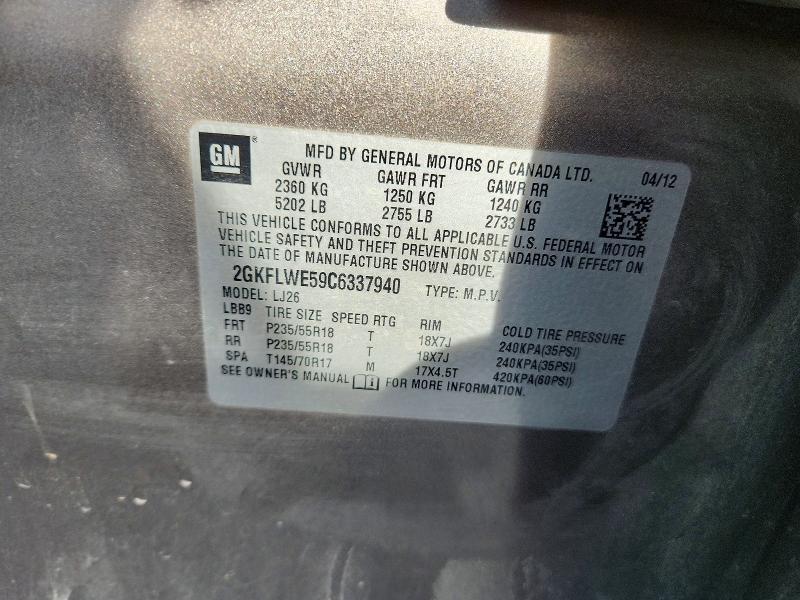 GM ® MFD BY GENERAL MOTORS OF CANADA LTD. 04/12
GVWR GAWR FRT GAWR RR
2360 KG 1250 KG 1240 KG
5202 LB 2755 LB 2733 LB
THIS VEHICLE CONFORMS TO ALL APPLICABLE U.S. FEDERAL MOTOR
VEHICLE SAFETY AND THEFT PREVENTION STANDARDS IN EFFECT ON
THE DATE OF MANUFACTURE SHOWN ABOVE.
2GKFLWE59C6337940 TYPE: M.P.V.
MODEL: LJ26
LBB9 TIRE SIZE SPEED RTG RIM COLD TIRE PRESSURE
FRT P235/55R18 T 18X7J 240KPA(35PSI)
RR P235/55R18 T 18X7J 240KPA(35PSI)
SPA T145/70R17 M 17X4.5T 420KPA(60PSI)
SEE OWNER'S MANUAL FOR MORE INFORMATION.